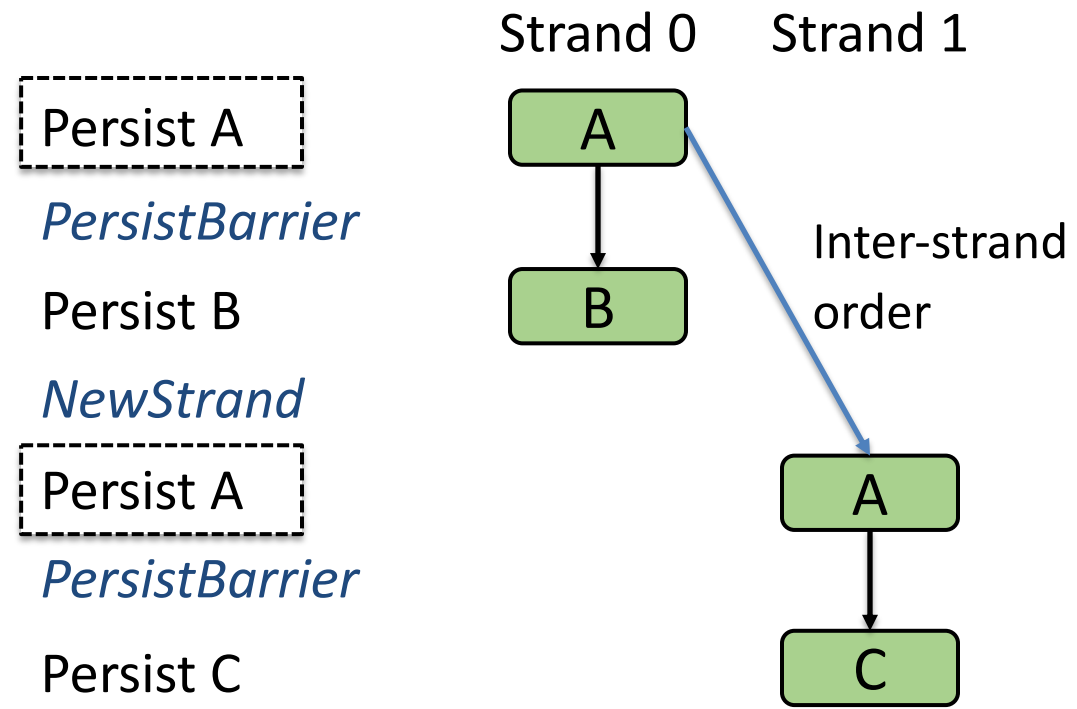 Strand 0 Strand 1
Persist A
A
PersistBarrier
Inter-strand
order
Persist B
B
NewStrand
Persist A
A
PersistBarrier
Persist C
C